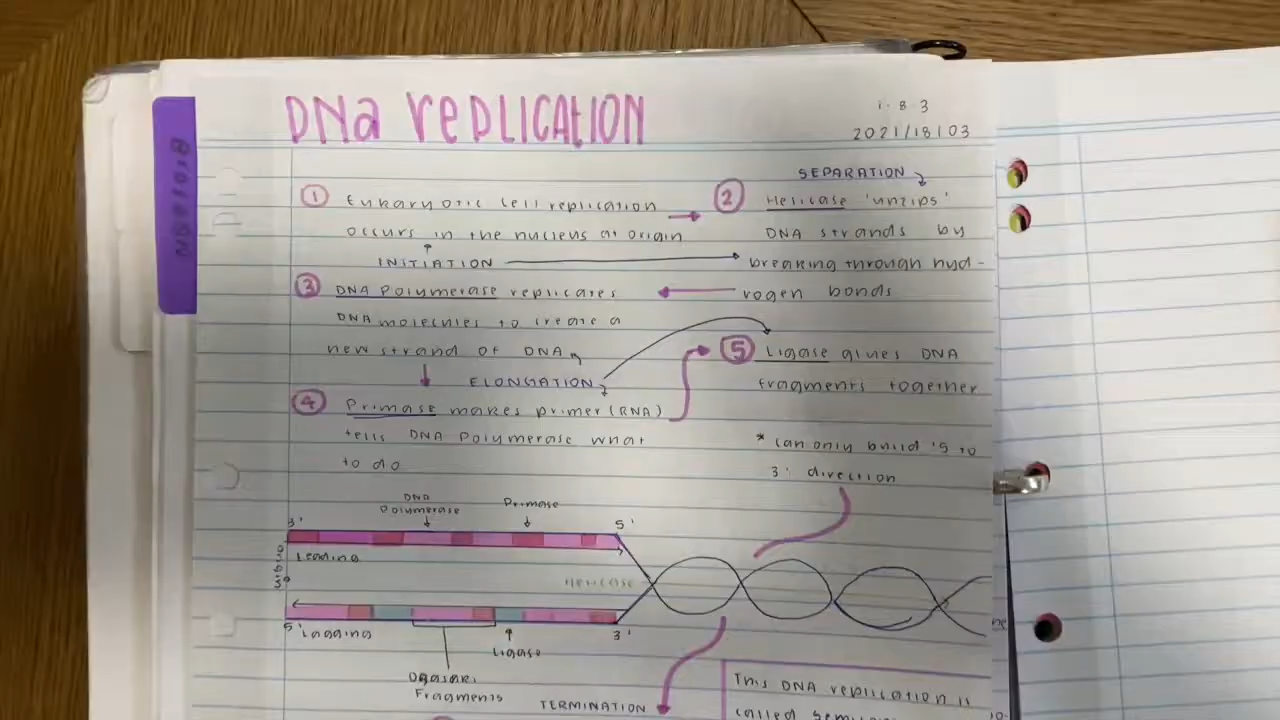 DNA REPLICATION
1.8.3
2021/18/03
① Eukaryotic cell replication
occurs in the nucleus at origin
INITIATION
SEPARATION
② Helicase 'unzips'
DNA strands by
breaking through hyd-
rogen bonds
③ DNA Polymerase replicates
DNA molecules to create a
new strand of DNA
ELONGATION
④ Primase makes primer (RNA)
tells DNA Polymerase what
to do
⑤ Ligase glues DNA
fragments together
* can only build '5 to
3' direction
DNA
Polymerase
Primase
3'
5'
Leading
origin
Helicase
5'
Lagging
3'
Ligase
Fragments
TERMINATION
This DNA replication is
called